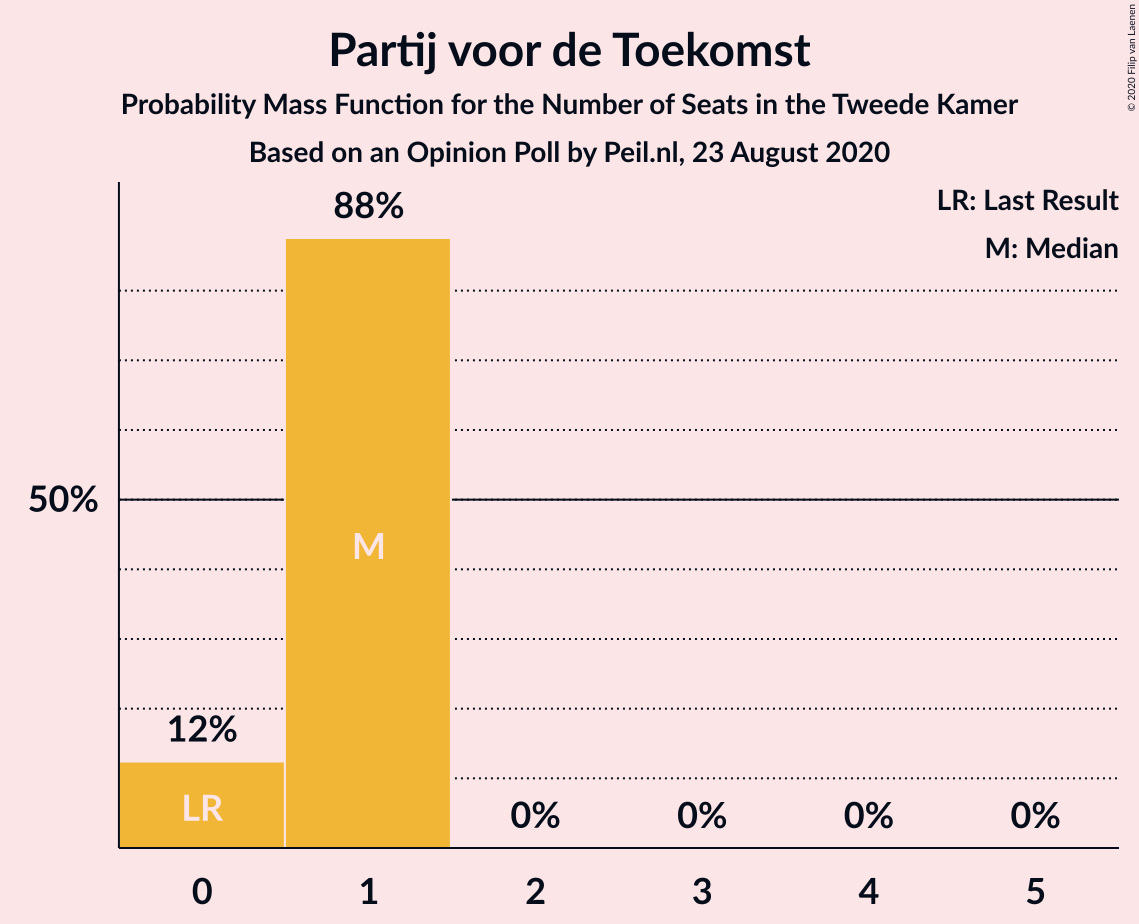 Partij voor de Toekomst
Probability Mass Function for the Number of Seats in the Tweede Kamer
Based on an Opinion Poll by Peil.nl, 23 August 2020
© 2020 Filip van Laenen
LR: Last Result
M: Median
88%
50%
M
12%
LR
0%
0%
0%
0%
0
1
2
3
4
5